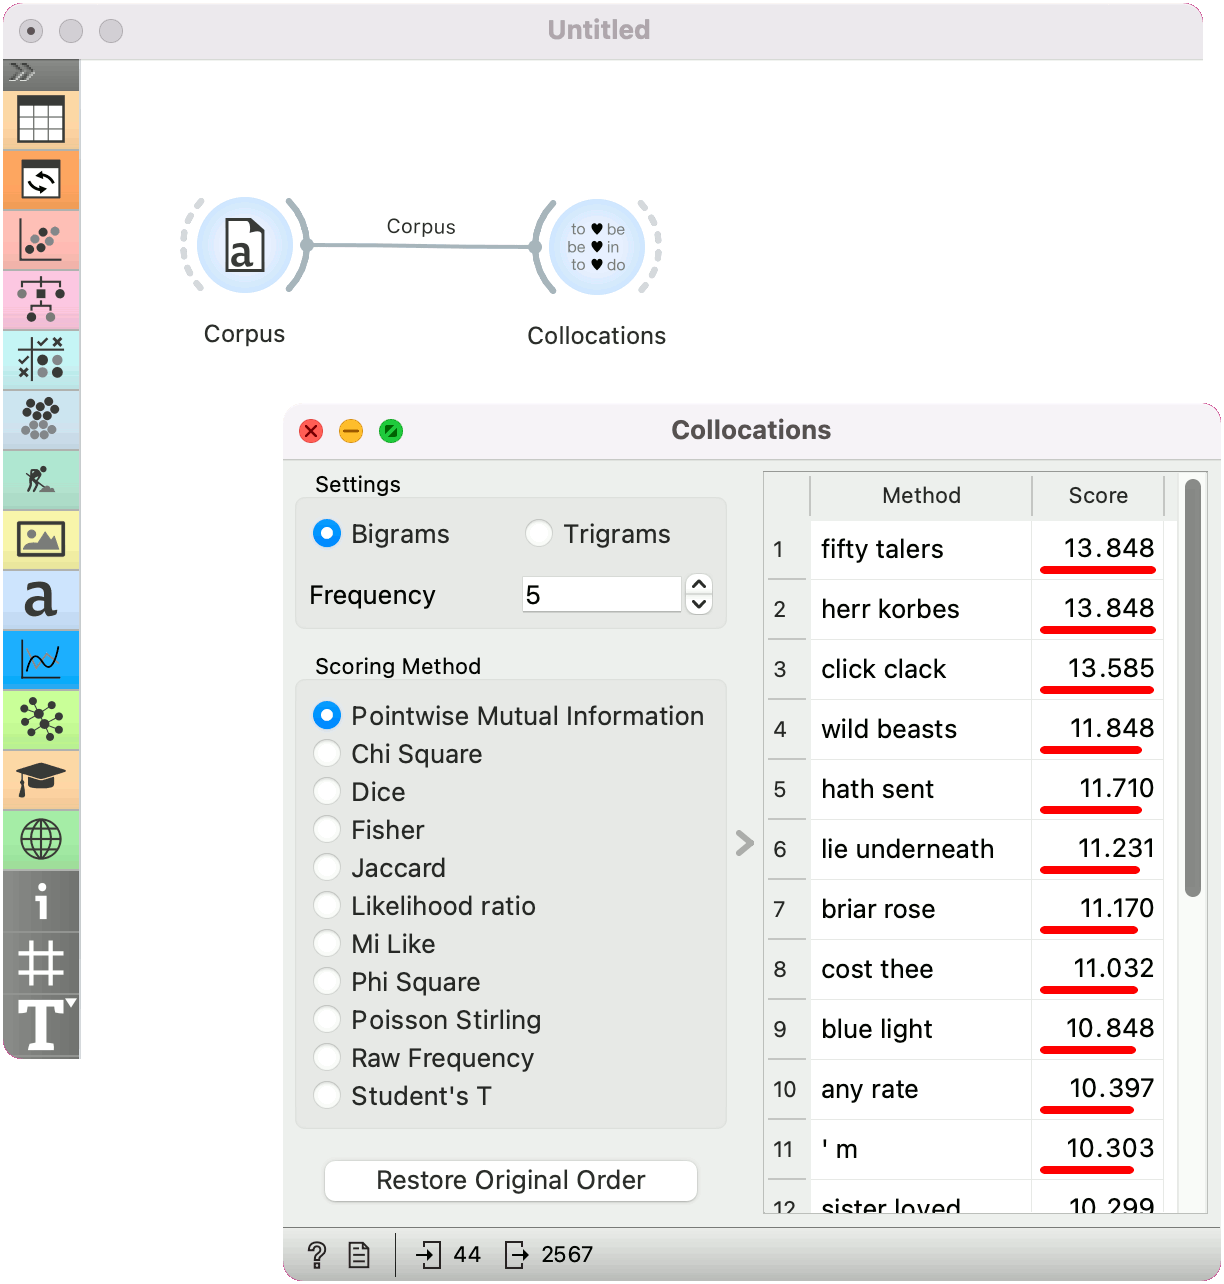 Untitled
Corpus
to ♥ be
be ♥ in
to ♥ do
Corpus
Collocations
Collocations
Settings
Bigrams
Trigrams
Frequency
5
Scoring Method
Pointwise Mutual Information
Chi Square
Dice
Fisher
Jaccard
Likelihood ratio
Mi Like
Phi Square
Poisson Stirling
Raw Frequency
Student's T
Restore Original Order
Method Score
1 fifty talers 13.848
2 herr korbes 13.848
3 click clack 13.585
4 wild beasts 11.848
5 hath sent 11.710
6 lie underneath 11.231
7 briar rose 11.170
8 cost thee 11.032
9 blue light 10.848
10 any rate 10.397
11 ' m 10.303
12 sister loved 10.299
? 44 2567
a
a
i
#
T